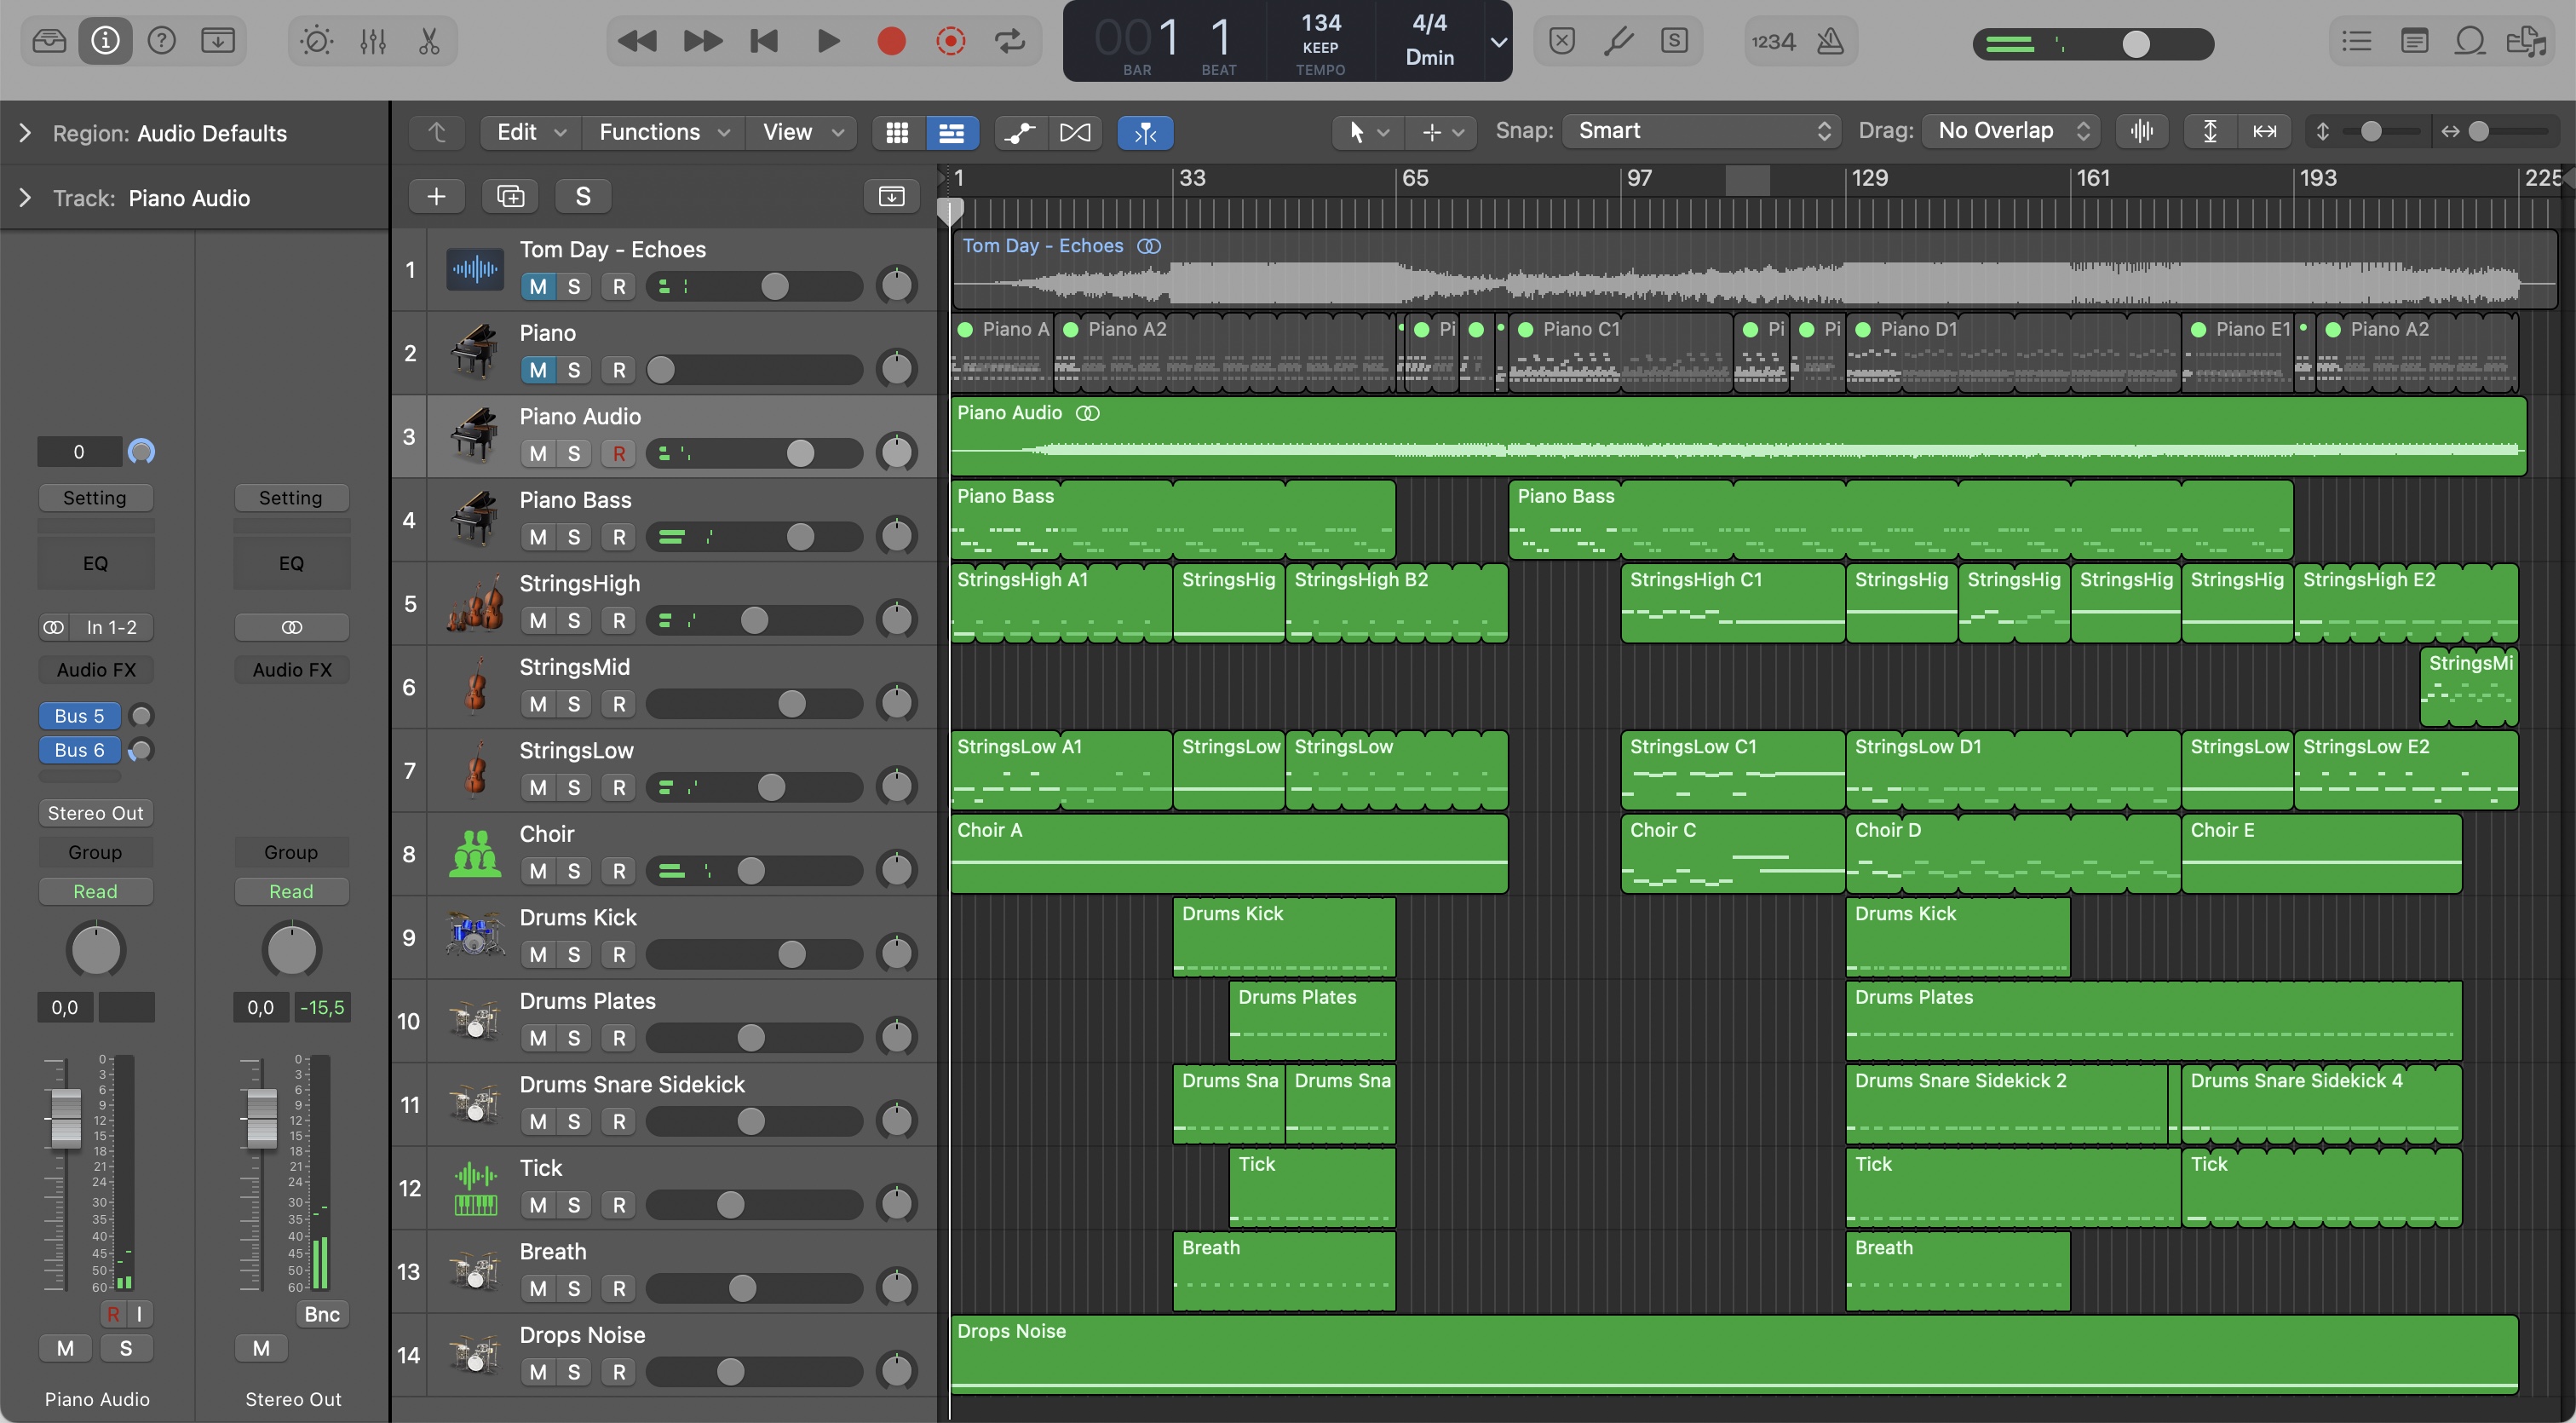 001 1
BAR BEAT
134
KEEP
TEMPO
4/4
Dmin
S
1234
Region: Audio Defaults
Track: Piano Audio
Edit Functions View
Snap: Smart Drag: No Overlap
S
1 33 65 97 129 161 193 225
1 Tom Day - Echoes
M S R
Tom Day - Echoes
2 Piano
M S R
Piano A Piano A2 Pi Piano C1 Pi Pi Piano D1 Piano E1 Piano A2
3 Piano Audio
M S R
Piano Audio
4 Piano Bass
M S R
Piano Bass Piano Bass
5 StringsHigh
M S R
StringsHigh A1 StringsHig StringsHigh B2 StringsHigh C1 StringsHig StringsHig StringsHig StringsHig StringsHigh E2
6 StringsMid
M S R
StringsMi
7 StringsLow
M S R
StringsLow A1 StringsLow StringsLow StringsLow C1 StringsLow D1 StringsLow StringsLow E2
8 Choir
M S R
Choir A Choir C Choir D Choir E
9 Drums Kick
M S R
Drums Kick Drums Kick
10 Drums Plates
M S R
Drums Plates Drums Plates
11 Drums Snare Sidekick
M S R
Drums Sna Drums Sna Drums Snare Sidekick 2 Drums Snare Sidekick 4
12 Tick
M S R
Tick Tick Tick
13 Breath
M S R
Breath Breath
14 Drops Noise
M S R
Drops Noise
0
Setting
EQ
In 1-2
Audio FX
Bus 5
Bus 6
Stereo Out
Group
Read
0,0
0
3
6
9
12
15
18
21
24
30
35
40
45
50
60
R I
M S
Piano Audio
Setting
EQ
Audio FX
Group
Read
0,0 -15,5
0
3
6
9
12
15
18
21
24
30
35
40
45
50
60
Bnc
M
Stereo Out